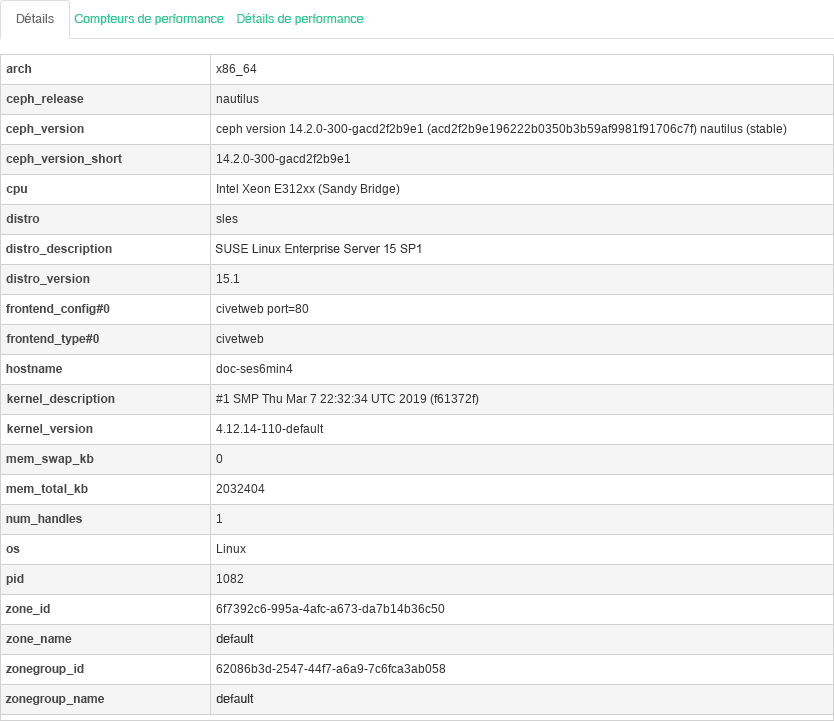 Détails Compteurs de performance Détails de performance
arch x86_64
ceph_release nautilus
ceph_version ceph version 14.2.0-300-gacd2f2b9e1 (acd2f2b9e196222b0350b3b59af9981f91706c7f) nautilus (stable)
ceph_version_short 14.2.0-300-gacd2f2b9e1
cpu Intel Xeon E312xx (Sandy Bridge)
distro sles
distro_description SUSE Linux Enterprise Server 15 SP1
distro_version 15.1
frontend_config#0 civetweb port=80
frontend_type#0 civetweb
hostname doc-ses6min4
kernel_description #1 SMP Thu Mar 7 22:32:34 UTC 2019 (f61372f)
kernel_version 4.12.14-110-default
mem_swap_kb 0
mem_total_kb 2032404
num_handles 1
os Linux
pid 1082
zone_id 6f7392c6-995a-4afc-a673-da7b14b36c50
zone_name default
zonegroup_id 62086b3d-2547-44f7-a6a9-7c6fca3ab058
zonegroup_name default